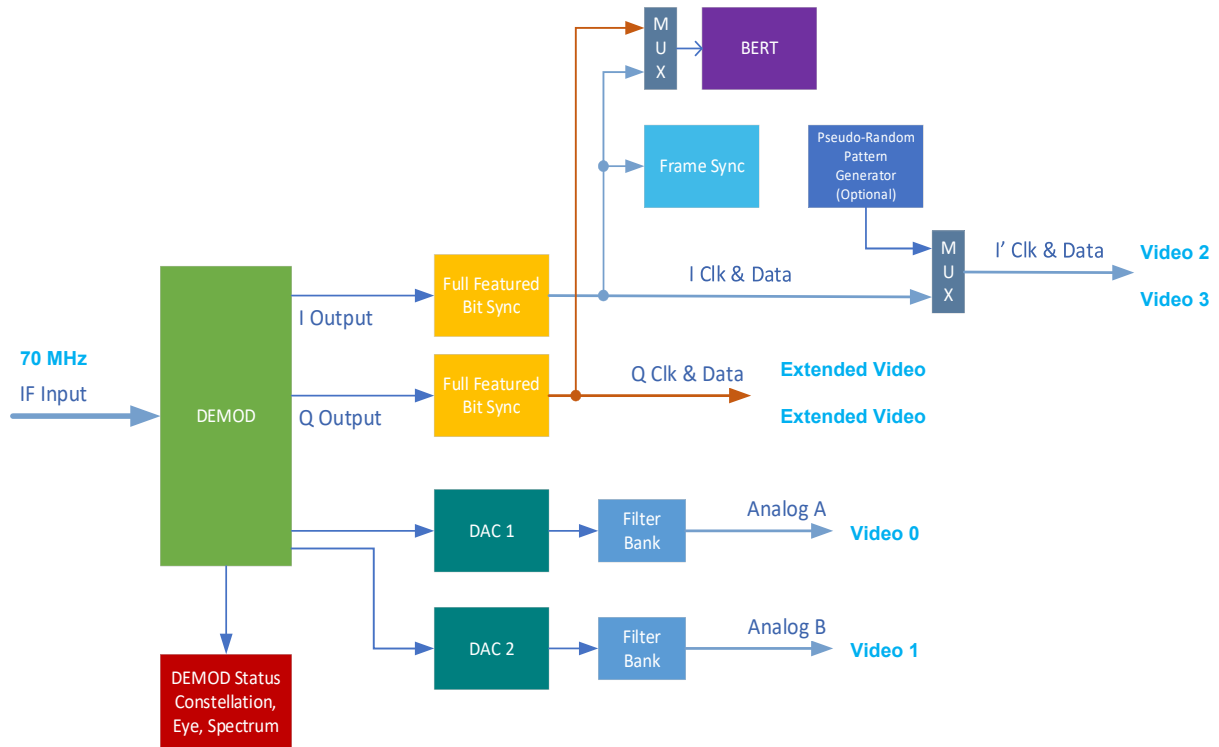 M
U
X
BERT
Pseudo-Random
Pattern
Generator
(Optional)
Frame Sync
M
U
X
I’ Clk & Data
Video 2
Video 3
Full Featured
Bit Sync
I Clk & Data
I Output
70 MHz
IF Input
DEMOD
Full Featured
Bit Sync
Q Output
Q Clk & Data
Extended Video
Extended Video
DAC 1
Filter
Bank
Analog A
Video 0
DAC 2
Filter
Bank
Analog B
Video 1
DEMOD Status
Constellation,
Eye, Spectrum